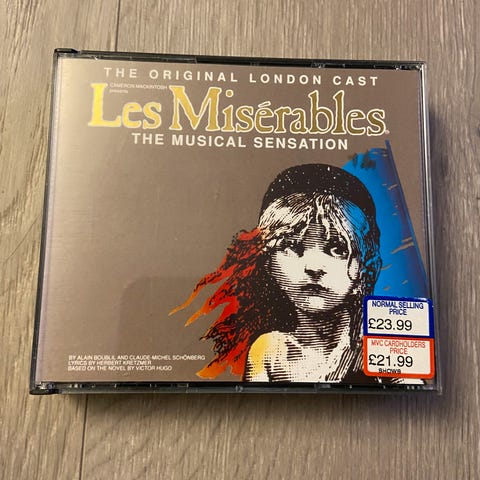 THE ORIGINAL LONDON CAST
CAMERON MACKINTOSH
presents
Les Misérables®
THE MUSICAL SENSATION
BY ALAIN BOUBLIL AND CLAUDE-MICHEL SCHÖNBERG
LYRICS BY HERBERT KRETZMER
BASED ON THE NOVEL BY VICTOR HUGO
NORMAL SELLING
PRICE
£23.99
MVC CARDHOLDERS
PRICE
£21.99
SHOWS